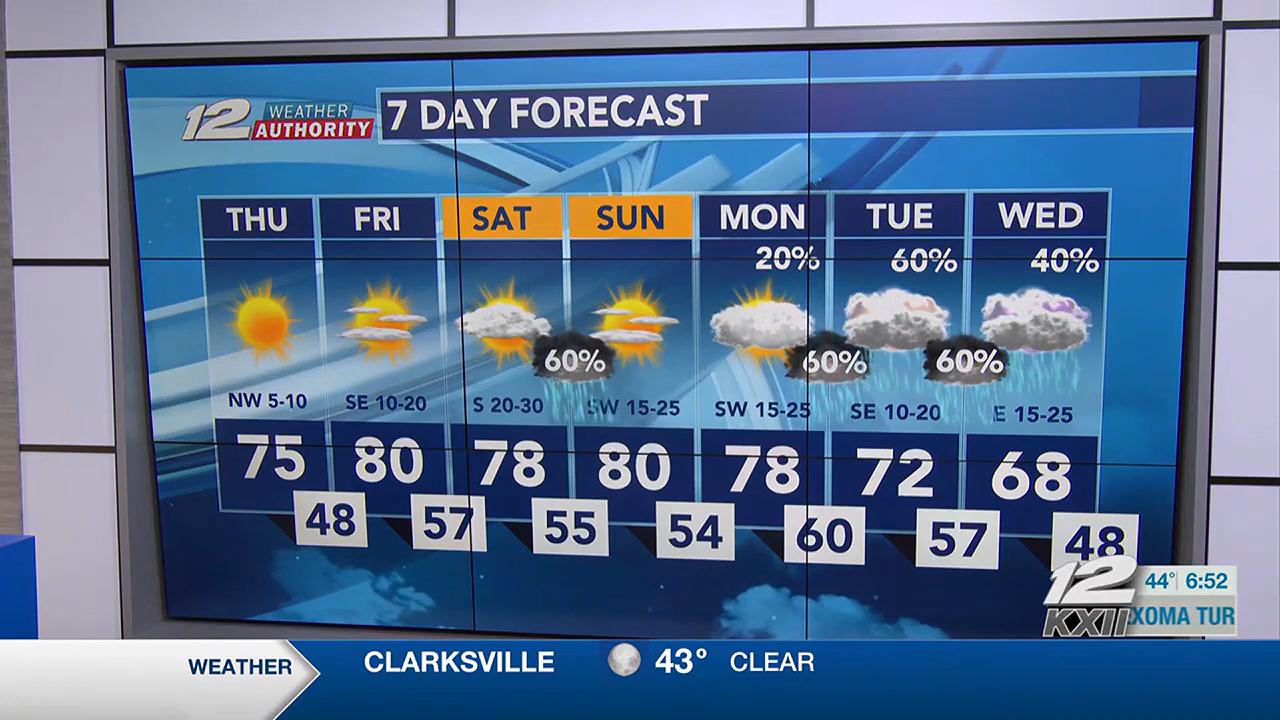 12 WEATHER AUTHORITY
7 DAY FORECAST
THU FRI SAT SUN MON TUE WED
20% 60% 40%
60% 60% 60%
NW 5-10 SE 10-20 S 20-30 SW 15-25 SW 15-25 SE 10-20 E 15-25
75 80 78 80 78 72 68
48 57 55 54 60 57 48
12 44° 6:52
KXII XOMA TUR
WEATHER CLARKSVILLE 43° CLEAR